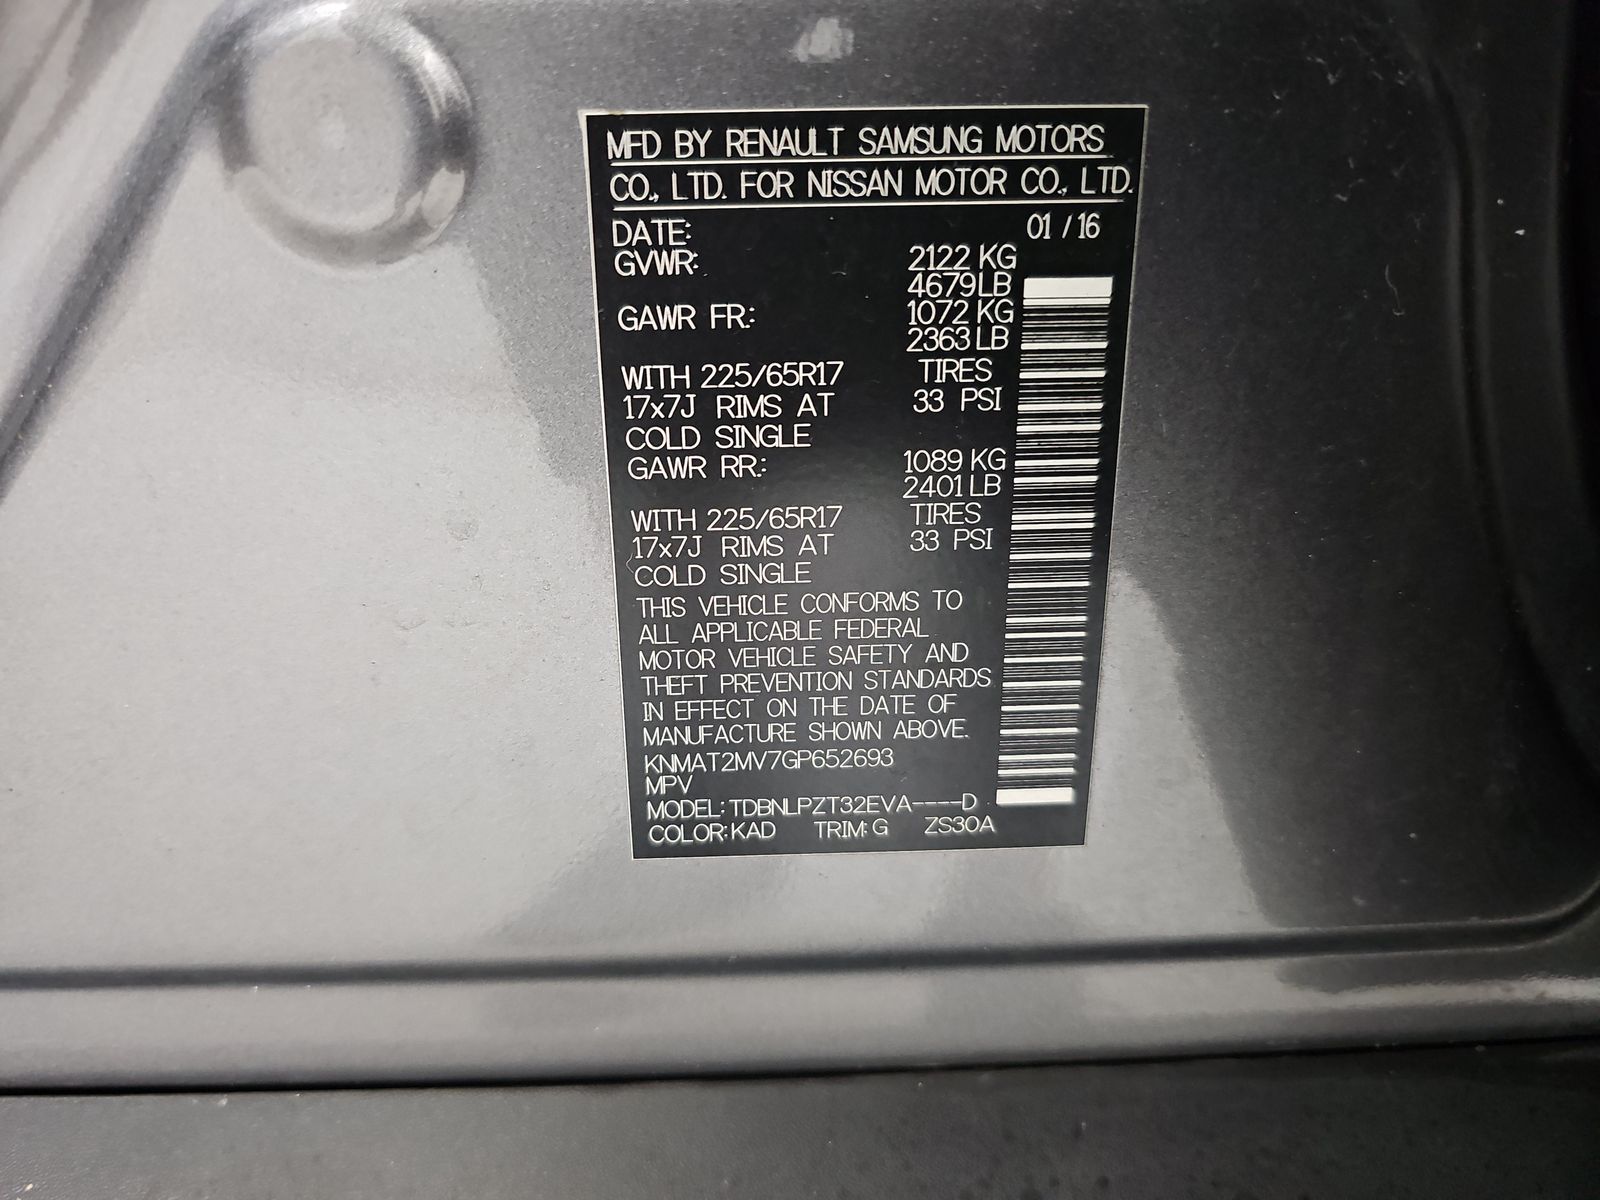 MFD BY RENAULT SAMSUNG MOTORS
CO., LTD. FOR NISSAN MOTOR CO., LTD.
DATE: 01 / 16
GVWR: 2122 KG
4679 LB
GAWR FR.: 1072 KG
2363 LB
WITH 225/65R17 TIRES
17x7J RIMS AT 33 PSI
COLD SINGLE
GAWR RR.: 1089 KG
2401 LB
WITH 225/65R17 TIRES
17x7J RIMS AT 33 PSI
COLD SINGLE
THIS VEHICLE CONFORMS TO
ALL APPLICABLE FEDERAL
MOTOR VEHICLE SAFETY AND
THEFT PREVENTION STANDARDS
IN EFFECT ON THE DATE OF
MANUFACTURE SHOWN ABOVE.
KNMAT2MV7GP652693
MPV
MODEL: TDBNLPZT32EVA----D
COLOR: KAD TRIM: G ZS30A